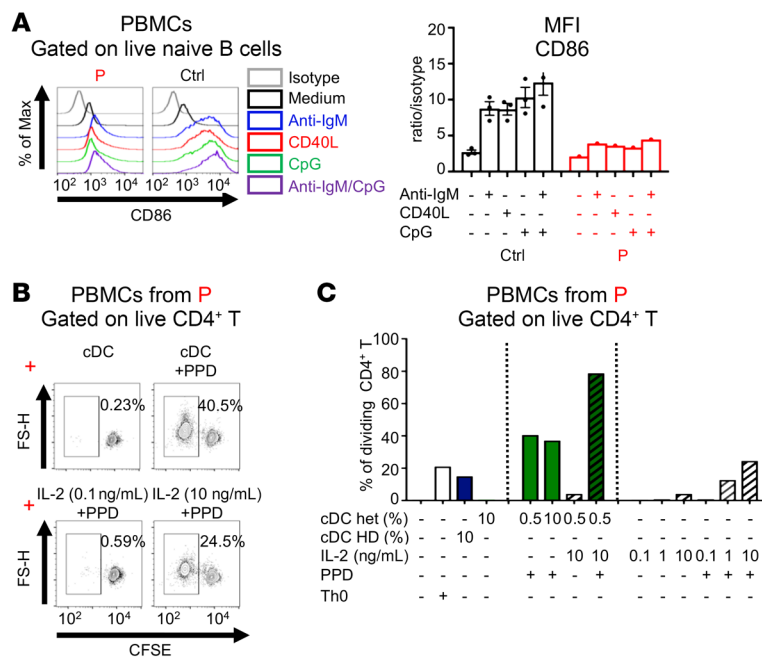 A
PBMCs
Gated on live naive B cells
P
Ctrl
% of Max
10² 10³ 10⁴
10² 10³ 10⁴
CD86
Isotype
Medium
Anti-IgM
CD40L
CpG
Anti-IgM/CpG
MFI
CD86
ratio/isotype
20
15
10
5
0
Anti-IgM - + - - + - + - - +
CD40L - - + - - - - + - -
CpG - - - + + - - - + +
Ctrl
P
B
PBMCs from P
Gated on live CD4⁺ T
+
cDC
cDC
+PPD
FS-H
0.23%
40.5%
+
IL-2 (0.1 ng/mL)
+PPD
IL-2 (10 ng/mL)
+PPD
FS-H
0.59%
24.5%
10² 10⁴
10² 10⁴
CFSE
C
PBMCs from P
Gated on live CD4⁺ T
% of dividing CD4⁺ T
100
80
60
40
20
0
cDC het (%) - - - 10 0.5 10 0.5 0.5 - - - - - -
cDC HD (%) - - 10 - - - - - - - - - - -
IL-2 (ng/mL) - - - - - - 10 10 0.1 1 10 0.1 1 10
PPD - - - - + + - + - - - + + +
Th0 - + - - - - - - - - - - - -